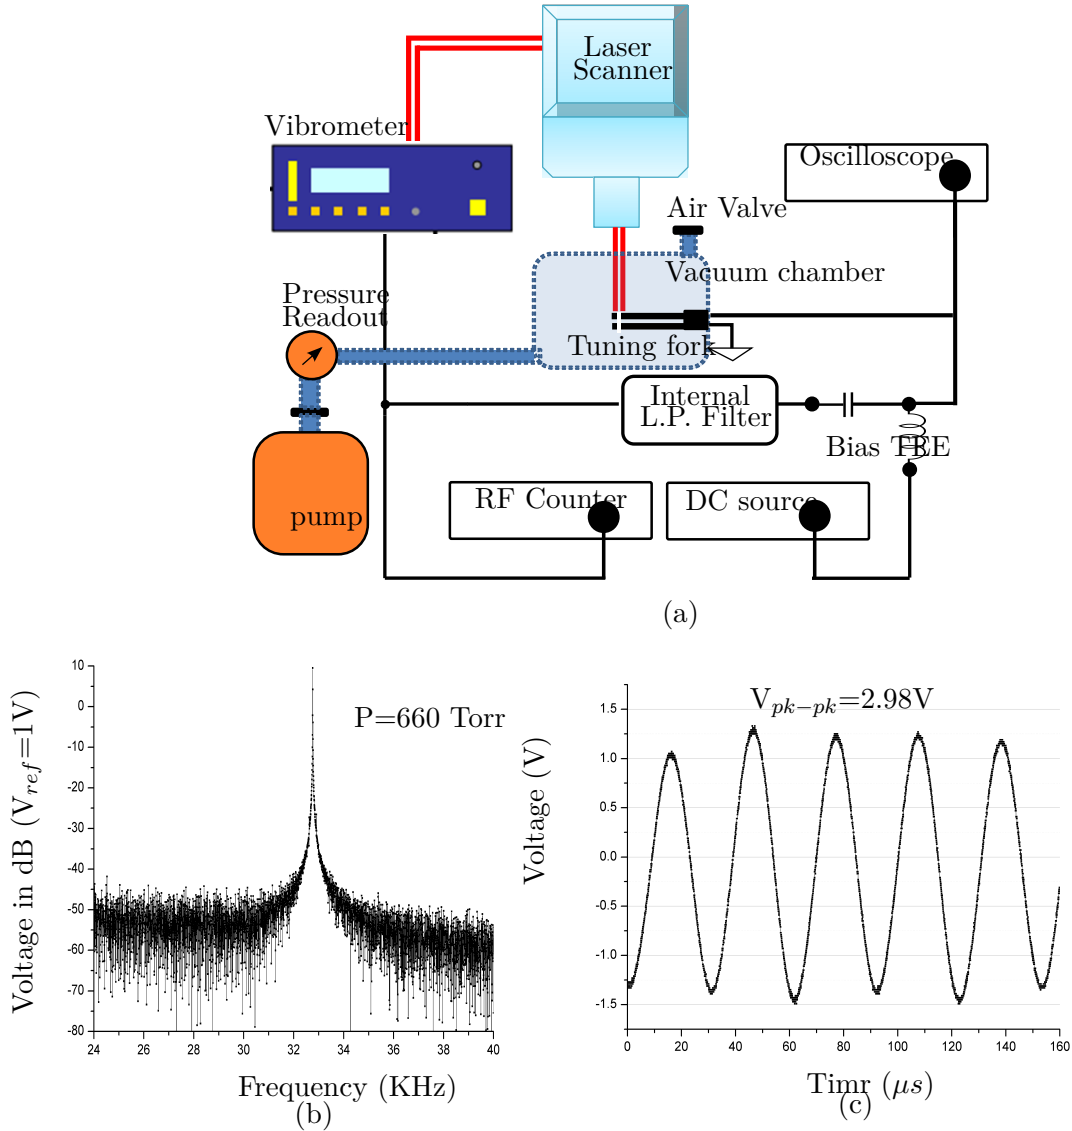 Laser
Scanner
Vibrometer
Oscilloscope
Air Valve
Vacuum chamber
Pressure
Readout
Tuning fork
Internal
L.P. Filter
Bias TEE
RF Counter
DC source
pump
(a)
10
0
-10
-20
-30
-40
-50
-60
-70
-80
Voltage in dB (V_ref=1V)
P=660 Torr
24 26 28 30 32 34 36 38 40
Frequency (KHz)
(b)
V_pk−pk=2.98V
1.5
1.0
0.5
0.0
-0.5
-1.0
-1.5
Voltage (V)
0 20 40 60 80 100 120 140 160
Timr (μs)
(c)